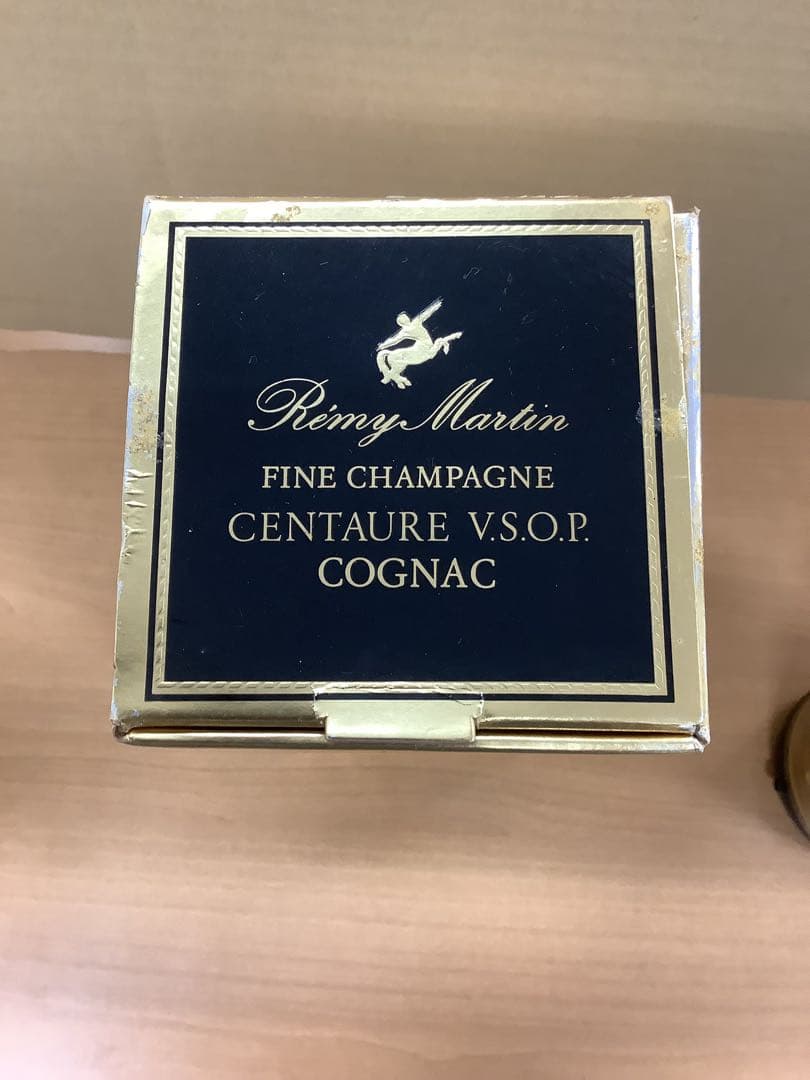 Rémy Martin
FINE CHAMPAGNE
CENTAURE V.S.O.P.
COGNAC